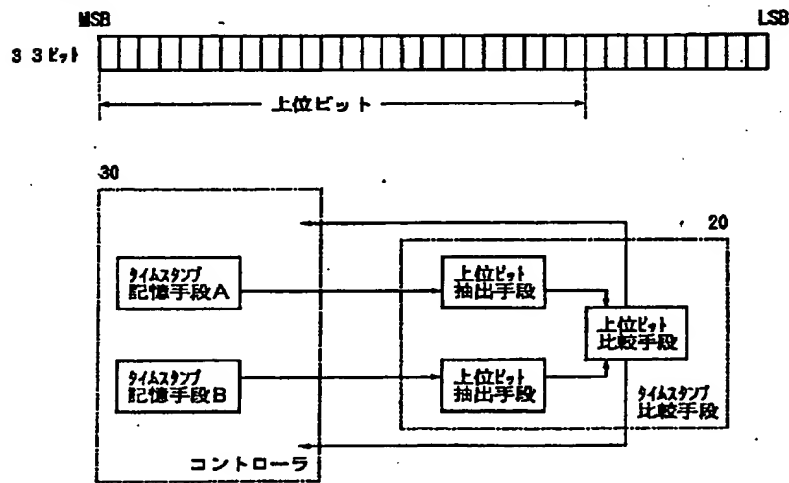 MSB
LSB
33ビット
上位ビット
30
20
タイムスタンプ
記憶手段A
上位ビット
抽出手段
上位ビット
比較手段
タイムスタンプ
記憶手段B
上位ビット
抽出手段
タイムスタンプ
比較手段
コントローラ